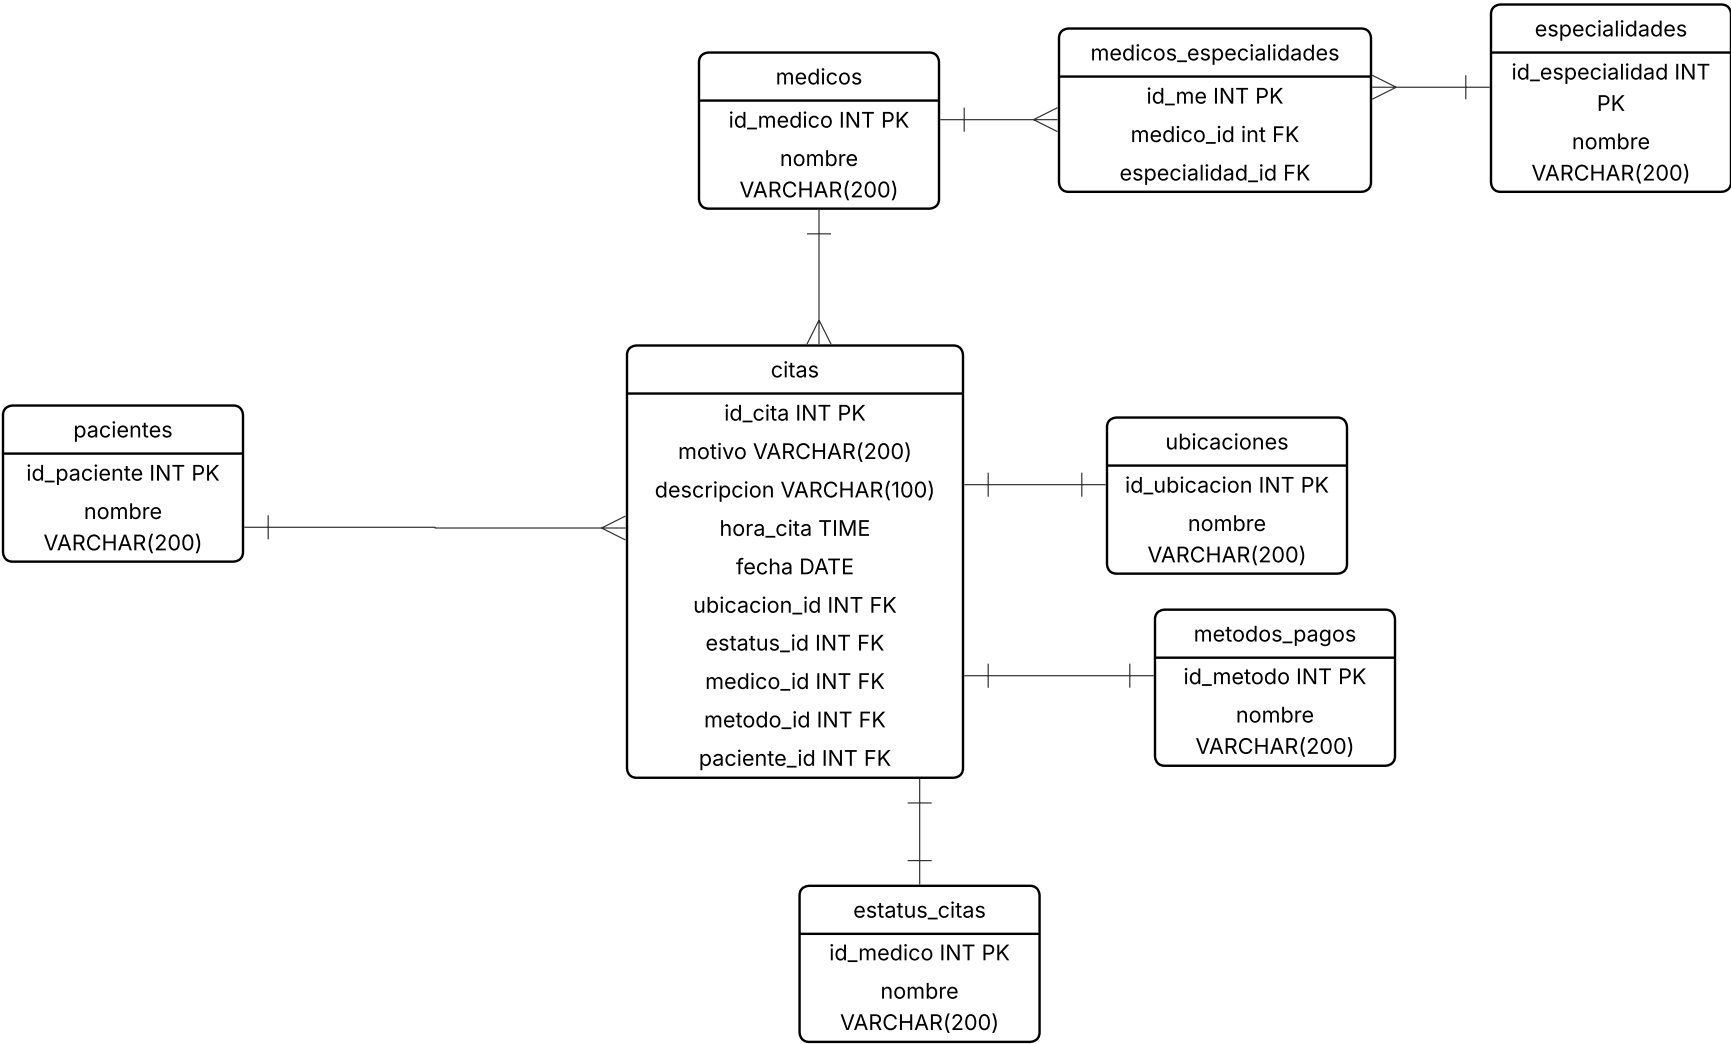 especialidades
id_especialidad INT
PK
nombre
VARCHAR(200)
medicos_especialidades
id_me INT PK
medico_id int FK
especialidad_id FK
medicos
id_medico INT PK
nombre
VARCHAR(200)
citas
id_cita INT PK
motivo VARCHAR(200)
descripcion VARCHAR(100)
hora_cita TIME
fecha DATE
ubicacion_id INT FK
estatus_id INT FK
medico_id INT FK
metodo_id INT FK
paciente_id INT FK
pacientes
id_paciente INT PK
nombre
VARCHAR(200)
ubicaciones
id_ubicacion INT PK
nombre
VARCHAR(200)
metodos_pagos
id_metodo INT PK
nombre
VARCHAR(200)
estatus_citas
id_medico INT PK
nombre
VARCHAR(200)